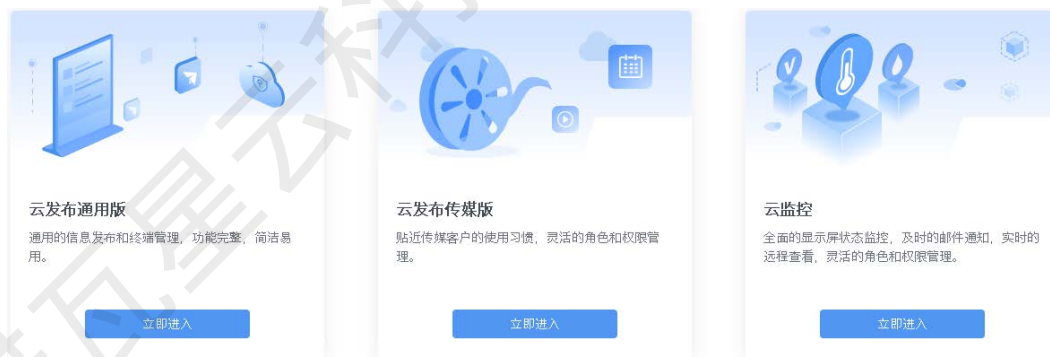 云发布通用版
通用的信息发布和终端管理，功能完整，简洁易
用。
立即进入
云发布传媒版
贴近传媒客户的使用习惯，灵活的角色和权限管
理。
立即进入
云监控
全面的显示屏状态监控，及时的邮件通知，实时的
远程查看，灵活的角色和权限管理。
立即进入